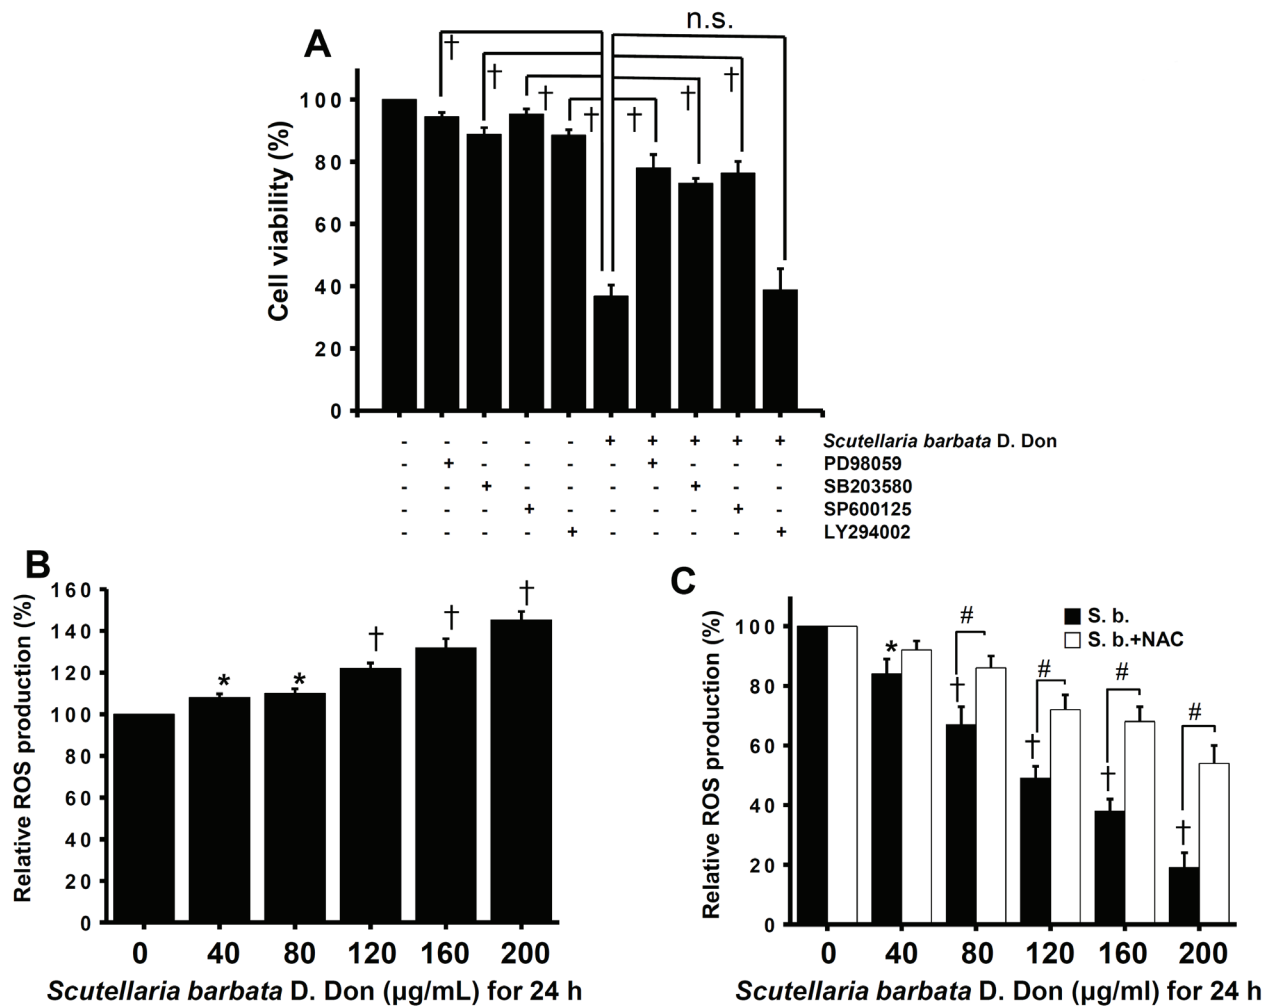 A
n.s.
†
†
†
†
†
†
†
†
Cell viability (%)
100
80
60
40
20
0
- - - - - + + + + + Scutellaria barbata D. Don
- + - - - - + - - - PD98059
- - + - - - - + - - SB203580
- - - + - - - - + - SP600125
- - - - + - - - - + LY294002
B
Relative ROS production (%)
160
140
120
100
80
60
40
20
0
* * † † †
0 40 80 120 160 200
Scutellaria barbata D. Don (µg/mL) for 24 h
C
Relative ROS production (%)
100
80
60
40
20
0
S. b.
S. b.+NAC
# # # #
* † † † †
0 40 80 120 160 200
Scutellaria barbata D. Don (µg/ml) for 24 h